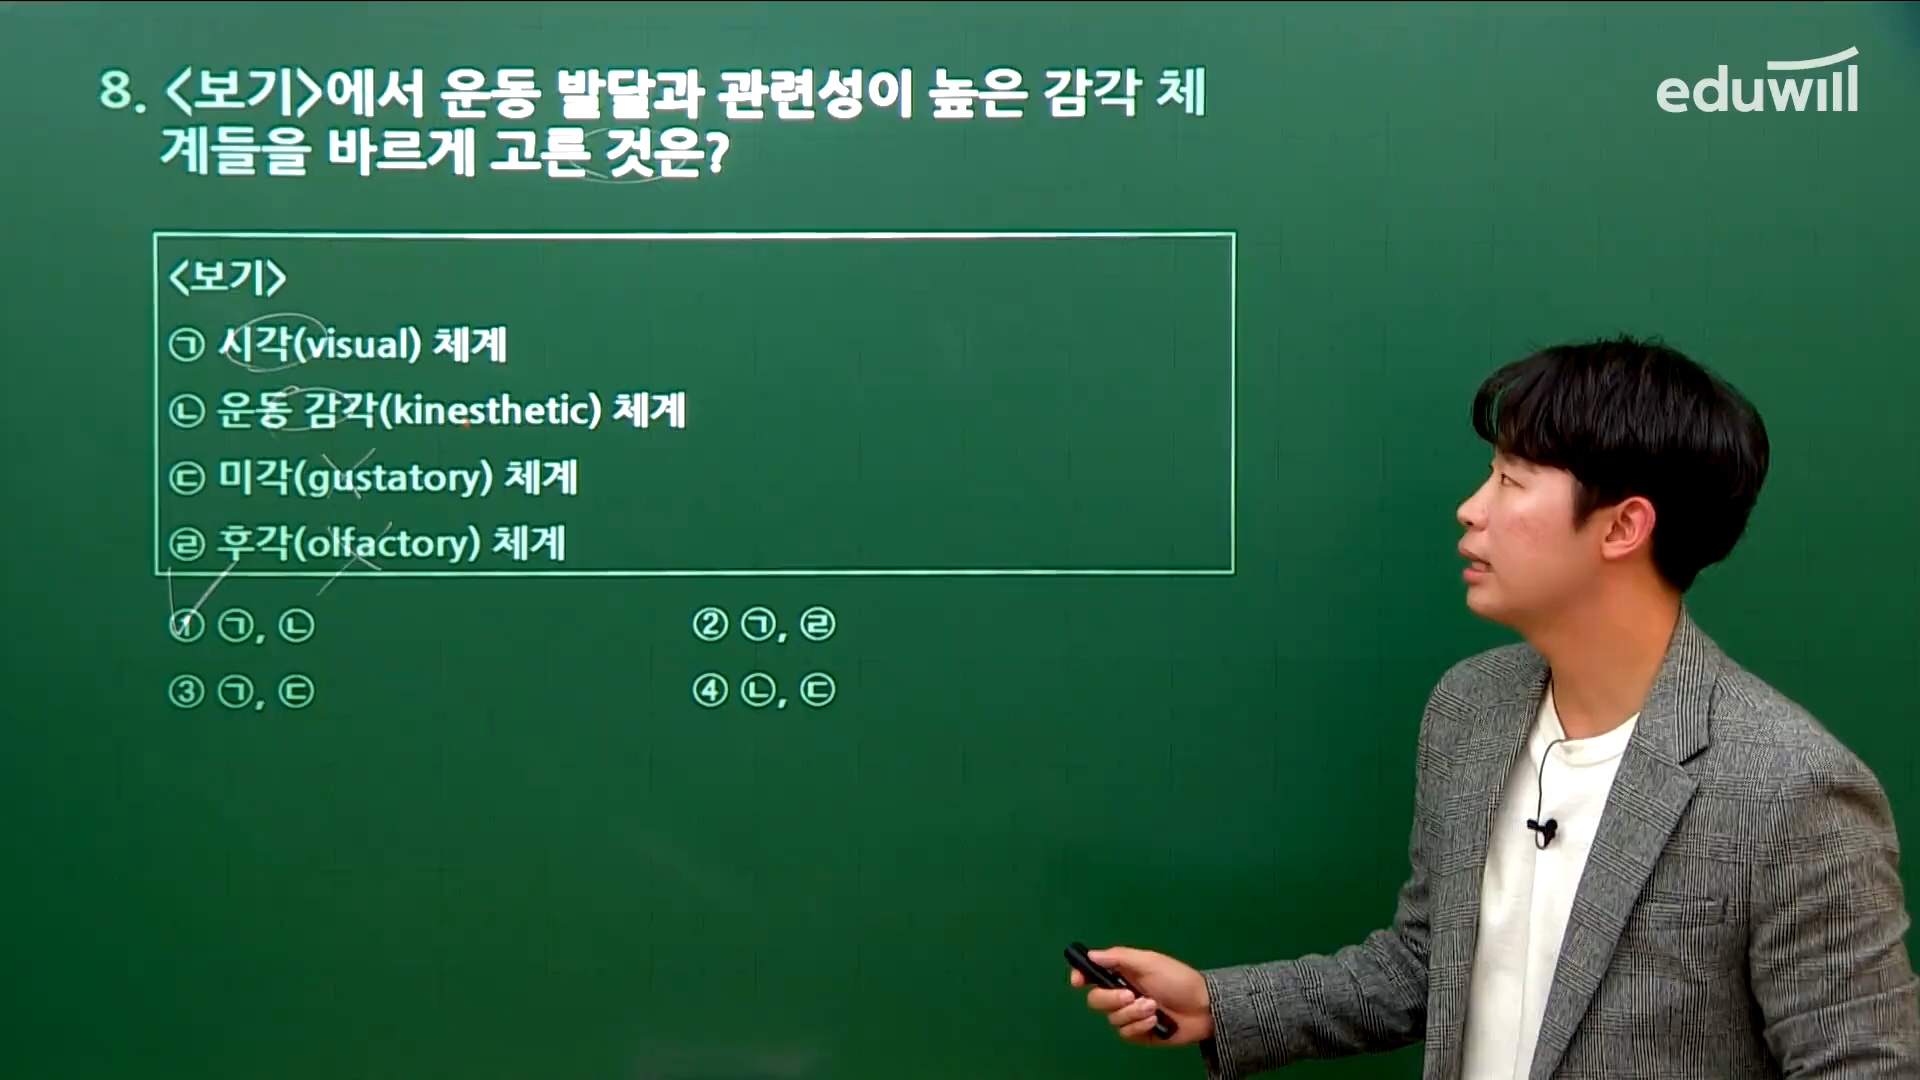 8. <보기>에서 운동 발달과 관련성이 높은 감각 체
계들을 바르게 고른 것은?
eduwill
<보기>
㉠ 시각(visual) 체계
㉡ 운동 감각(kinesthetic) 체계
㉢ 미각(gustatory) 체계
㉣ 후각(olfactory) 체계
① ㉠, ㉡
② ㉠, ㉣
③ ㉠, ㉢
④ ㉡, ㉢